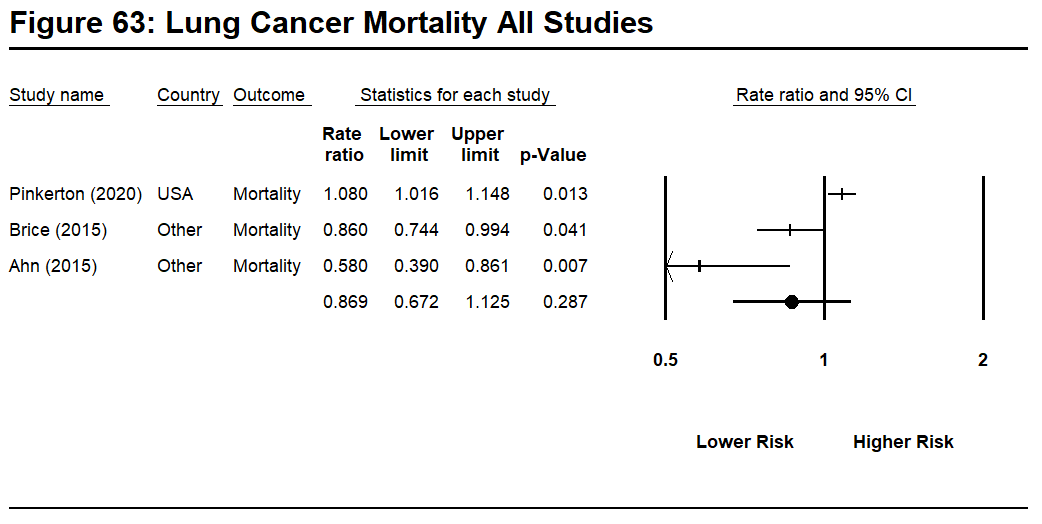 Figure 63: Lung Cancer Mortality All Studies
Study name Country Outcome Statistics for each study Rate ratio and 95% CI
Rate Lower Upper
ratio limit limit p-Value
Pinkerton (2020) USA Mortality 1.080 1.016 1.148 0.013
Brice (2015) Other Mortality 0.860 0.744 0.994 0.041
Ahn (2015) Other Mortality 0.580 0.390 0.861 0.007
0.869 0.672 1.125 0.287
0.5 1 2
Lower Risk Higher Risk